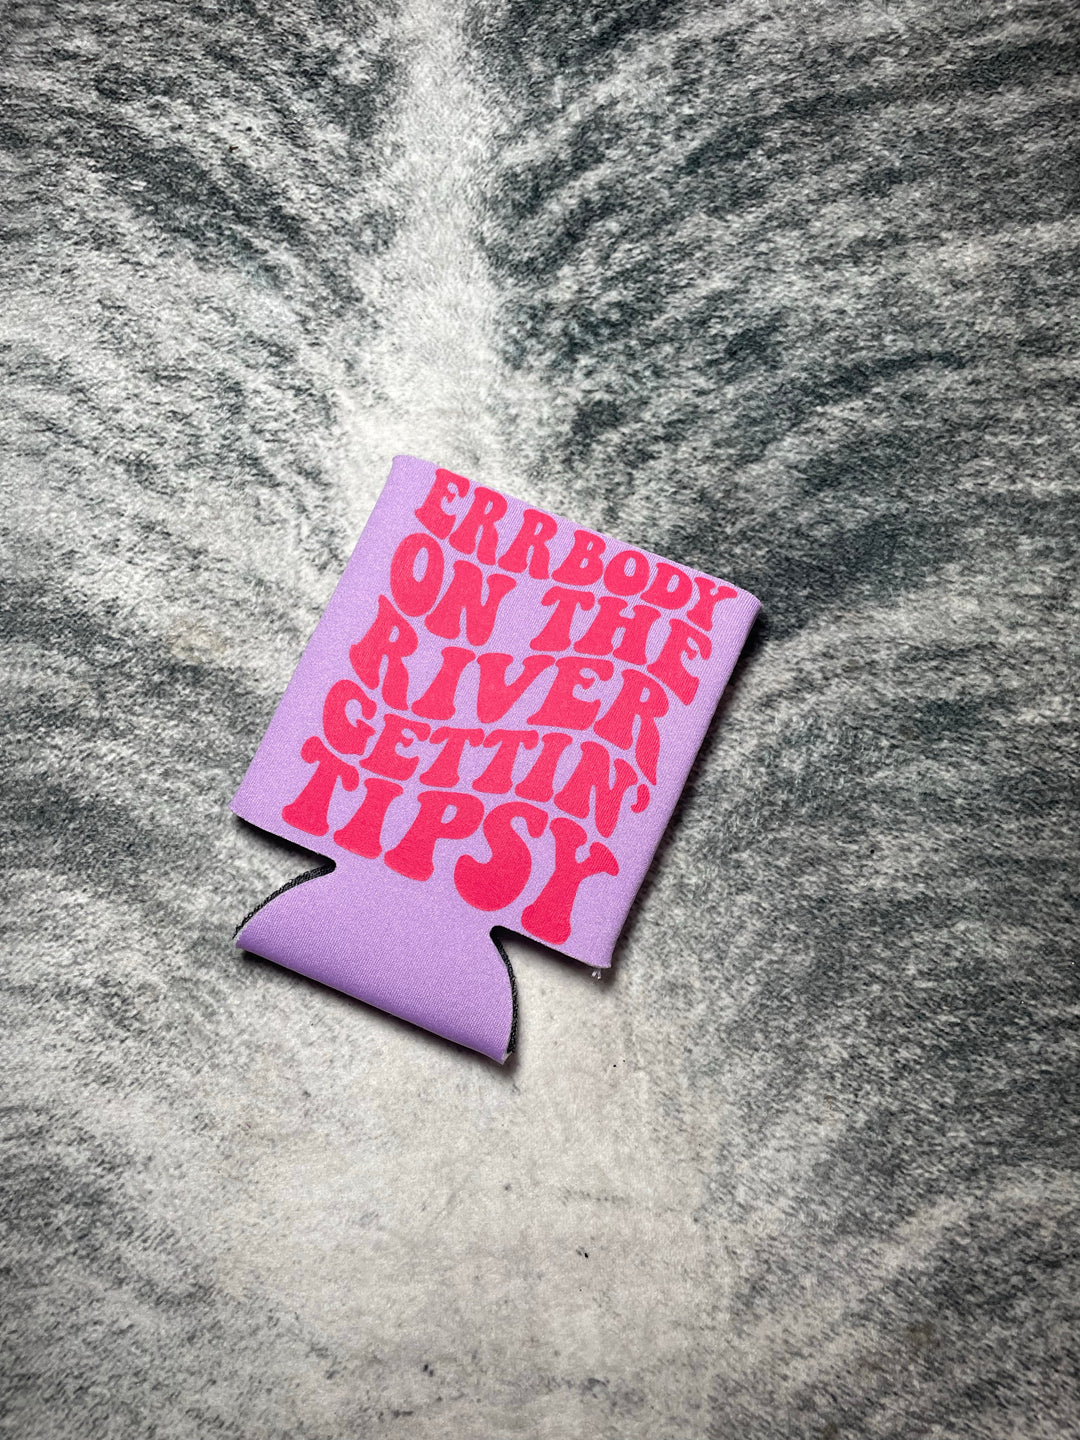 ERRBODY
ON THE
RIVER
GETTIN'
TIPSY